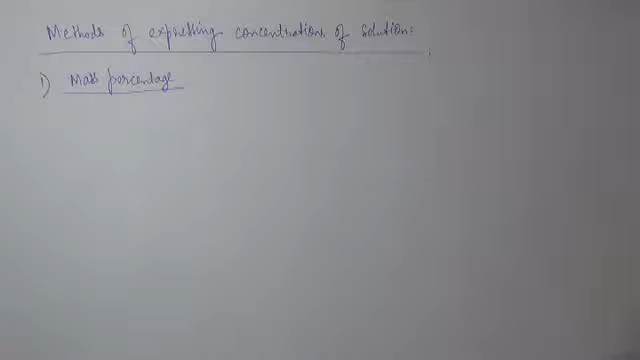 Methods of expressing concentrations of solution:
1) Mass percentage